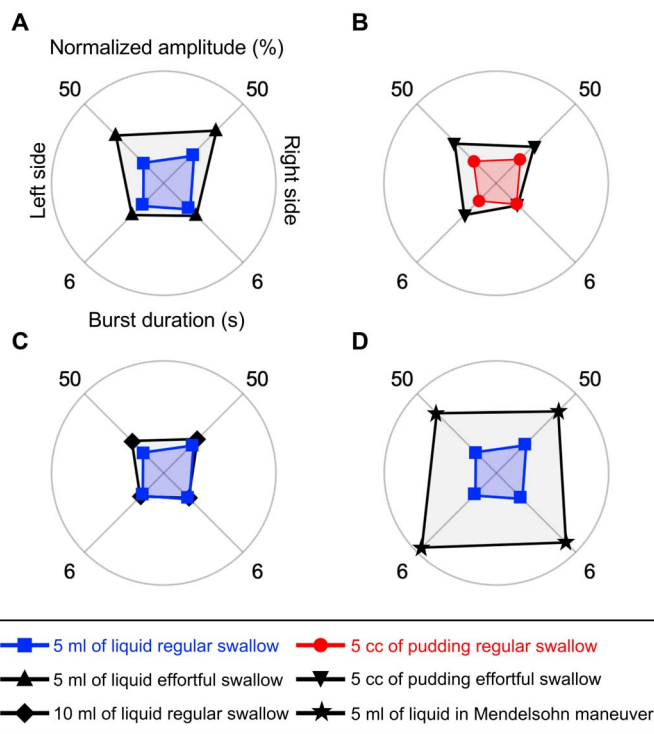 A
B
Normalized amplitude (%)
50
50
50
50
Left side
Right side
6
6
6
6
Burst duration (s)
C
D
50
50
50
50
6
6
6
6
5 ml of liquid regular swallow
5 cc of pudding regular swallow
5 ml of liquid effortful swallow
5 cc of pudding effortful swallow
10 ml of liquid regular swallow
5 ml of liquid in Mendelsohn maneuver